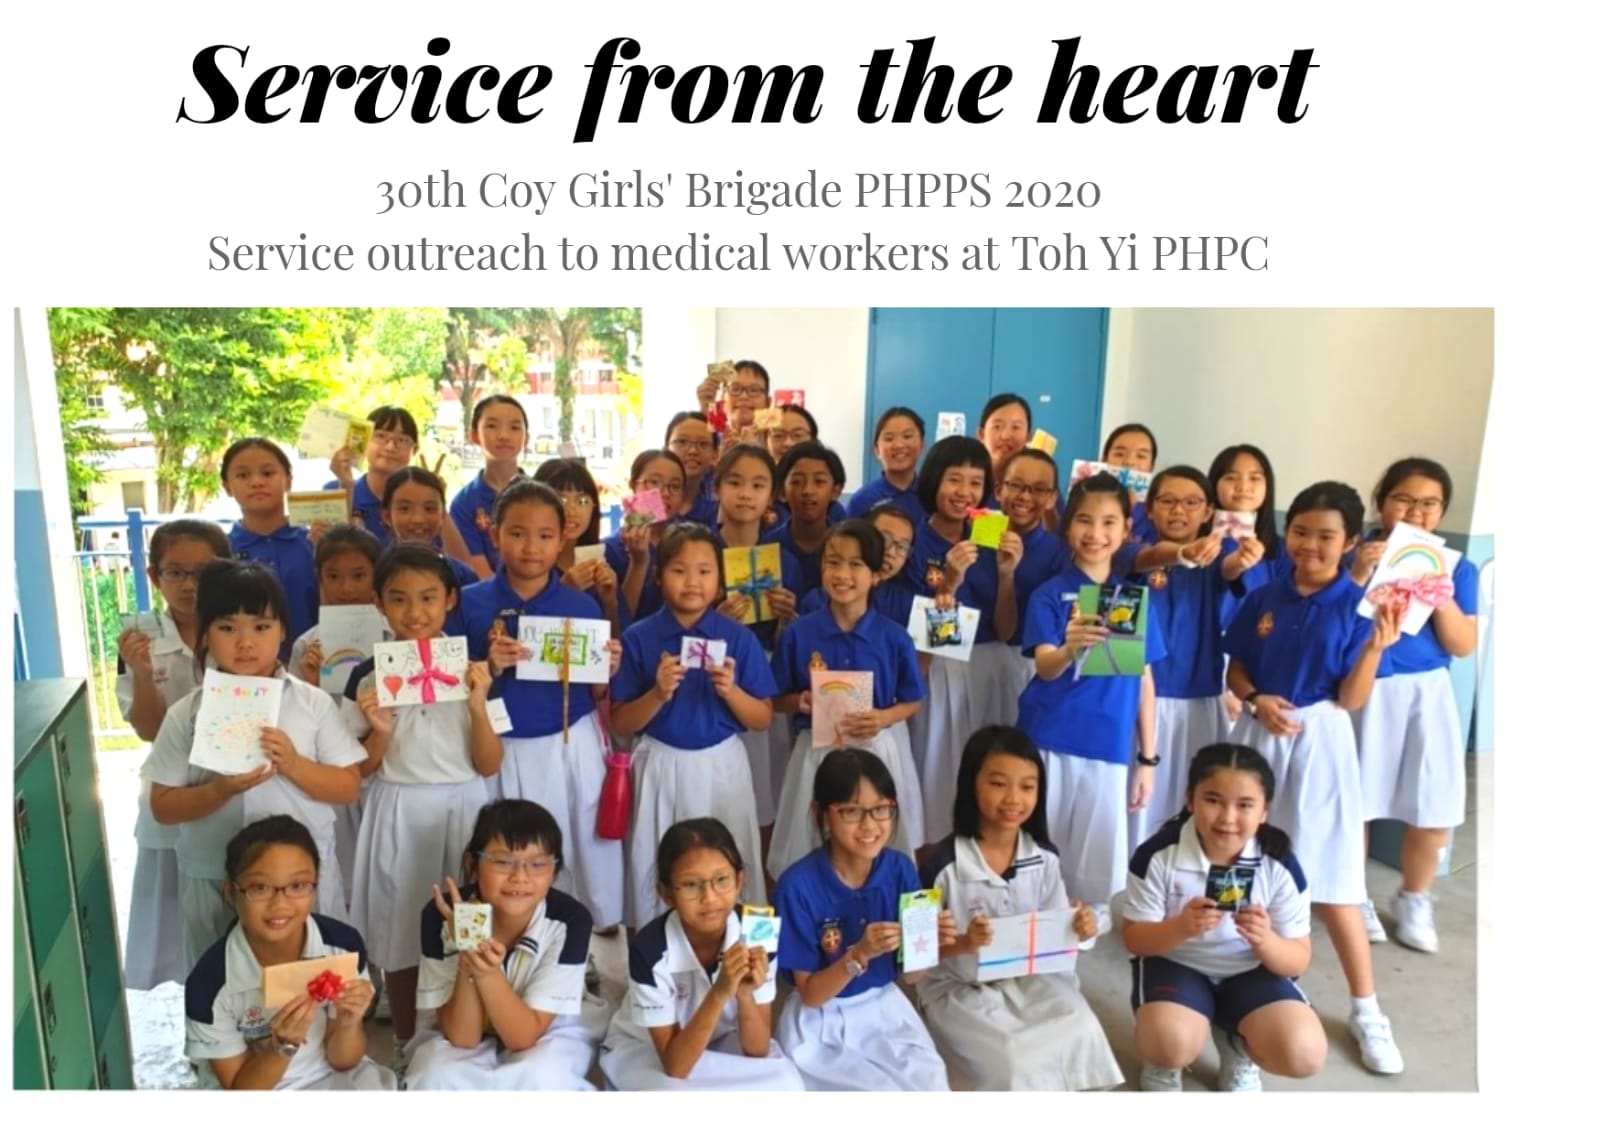 Service from the heart
30th Coy Girls' Brigade PHPPS 2020
Service outreach to medical workers at Toh Yi PHPC